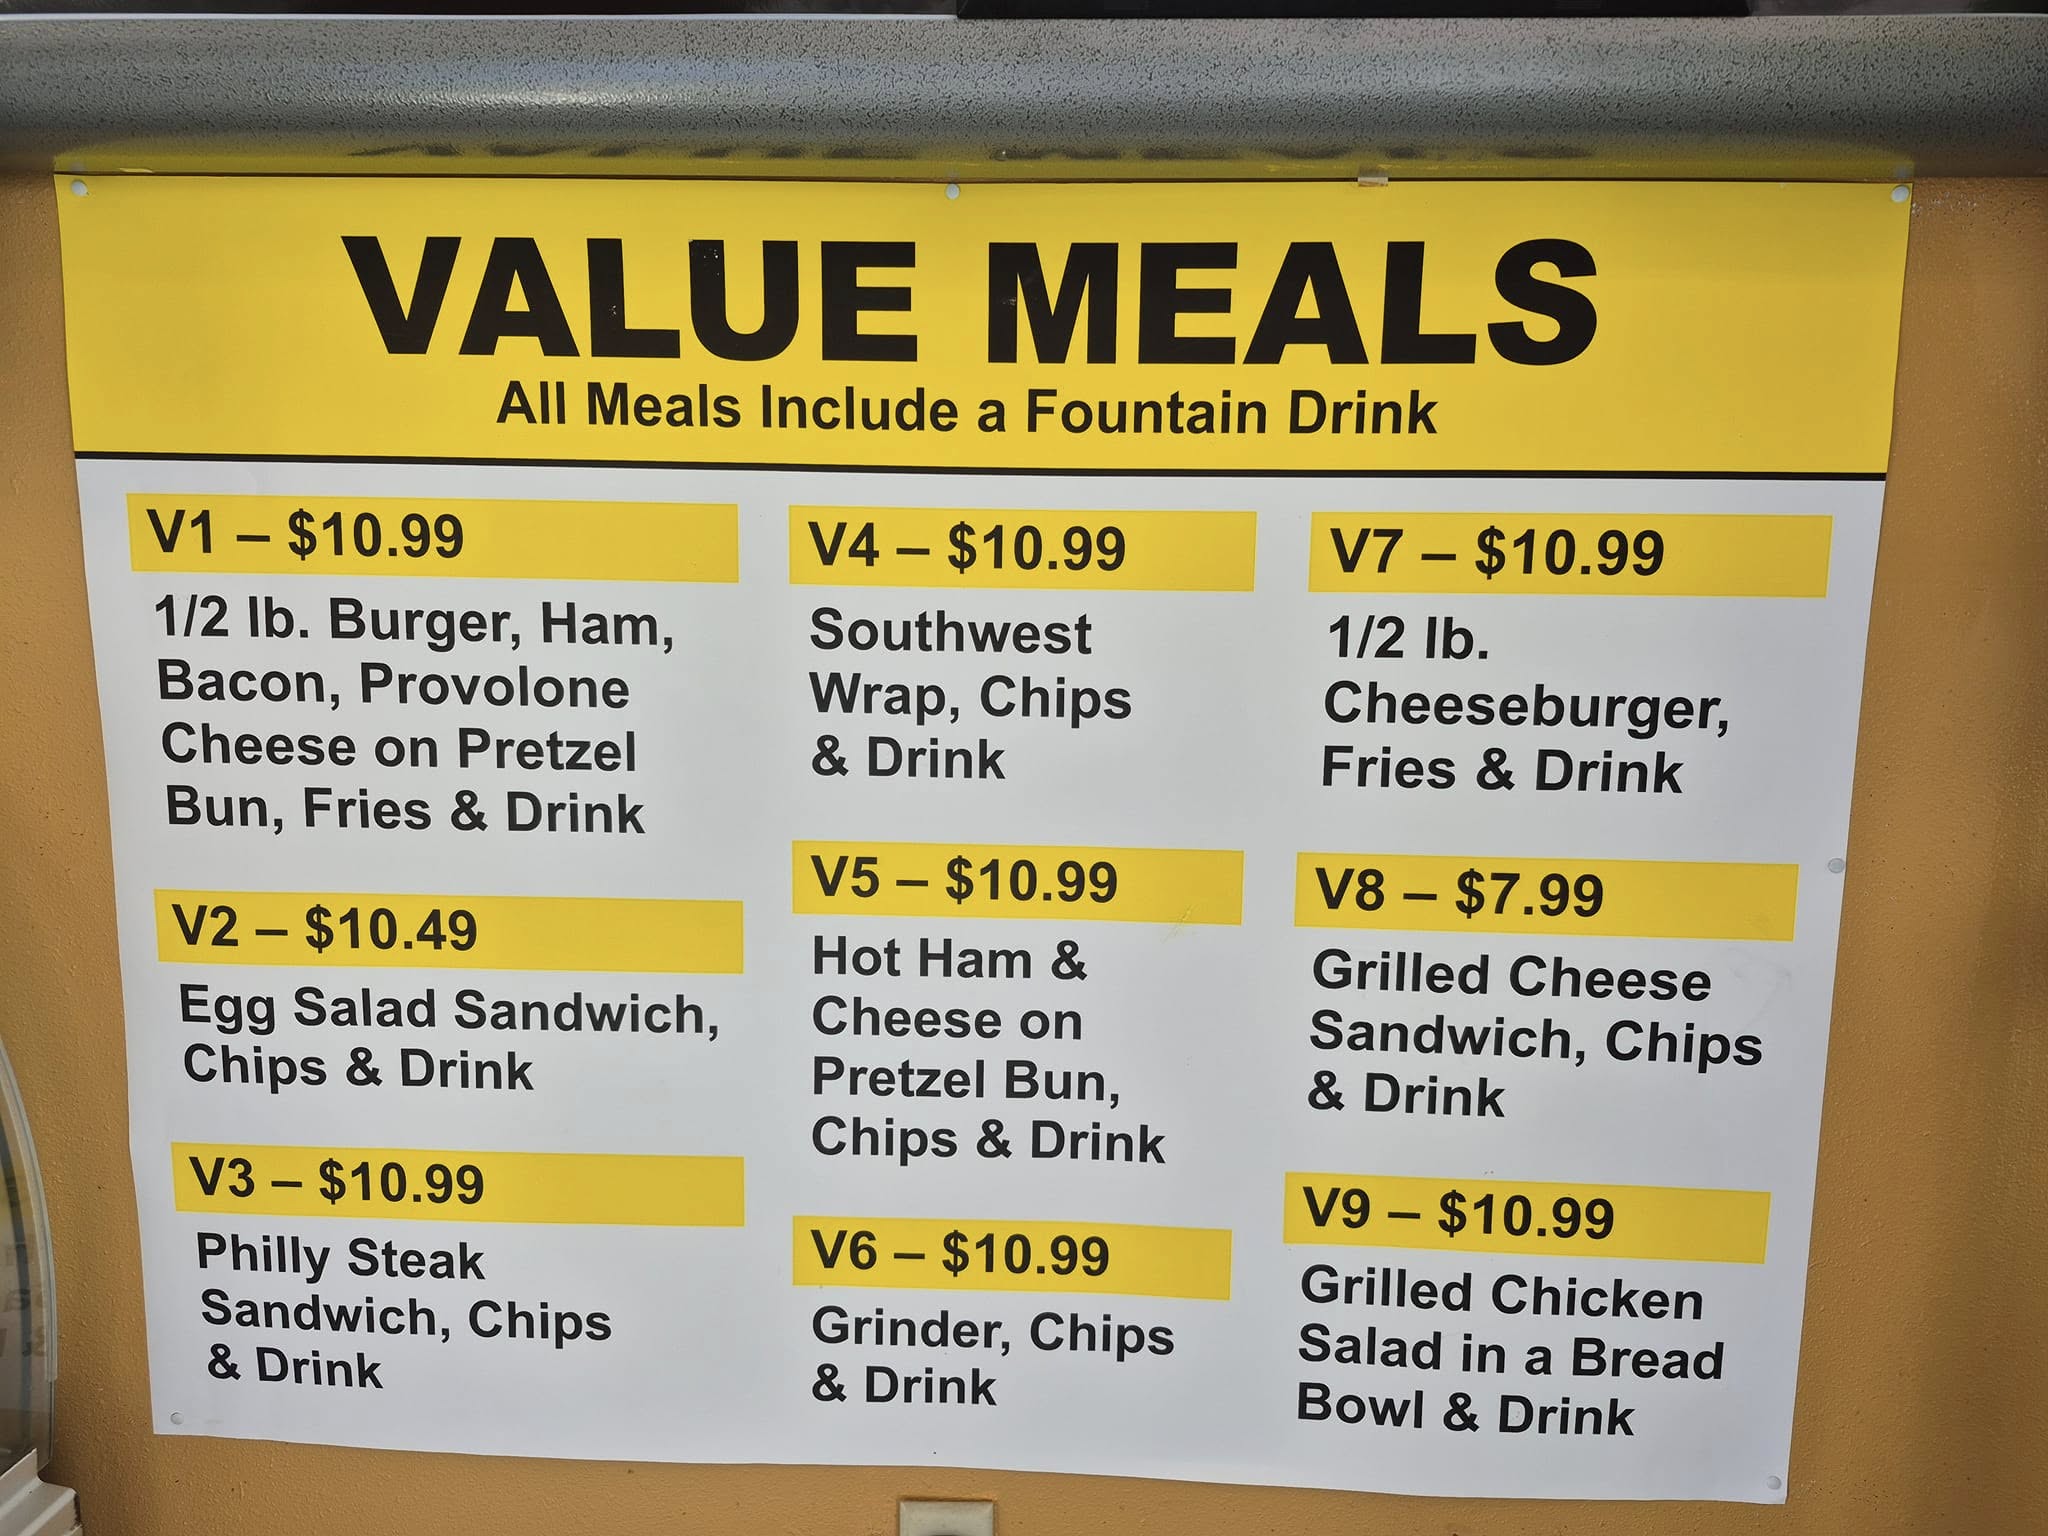 VALUE MEALS
All Meals Include a Fountain Drink
V1 – $10.99
1/2 lb. Burger, Ham,
Bacon, Provolone
Cheese on Pretzel
Bun, Fries & Drink
V2 – $10.49
Egg Salad Sandwich,
Chips & Drink
V3 – $10.99
Philly Steak
Sandwich, Chips
& Drink
V4 – $10.99
Southwest
Wrap, Chips
& Drink
V5 – $10.99
Hot Ham &
Cheese on
Pretzel Bun,
Chips & Drink
V6 – $10.99
Grinder, Chips
& Drink
V7 – $10.99
1/2 lb.
Cheeseburger,
Fries & Drink
V8 – $7.99
Grilled Cheese
Sandwich, Chips
& Drink
V9 – $10.99
Grilled Chicken
Salad in a Bread
Bowl & Drink